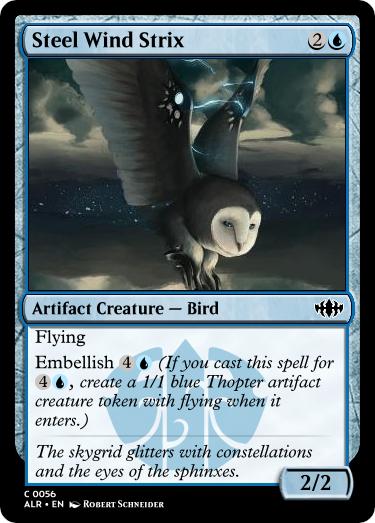 Steel Wind Strix 2
Artifact Creature — Bird
Flying
Embellish 4 (If you cast this spell for
4, create a 1/1 blue Thopter artifact
creature token with flying when it
enters.)
The skygrid glitters with constellations
and the eyes of the sphinxes.
2/2
C 0056
ALR • EN Robert Schneider